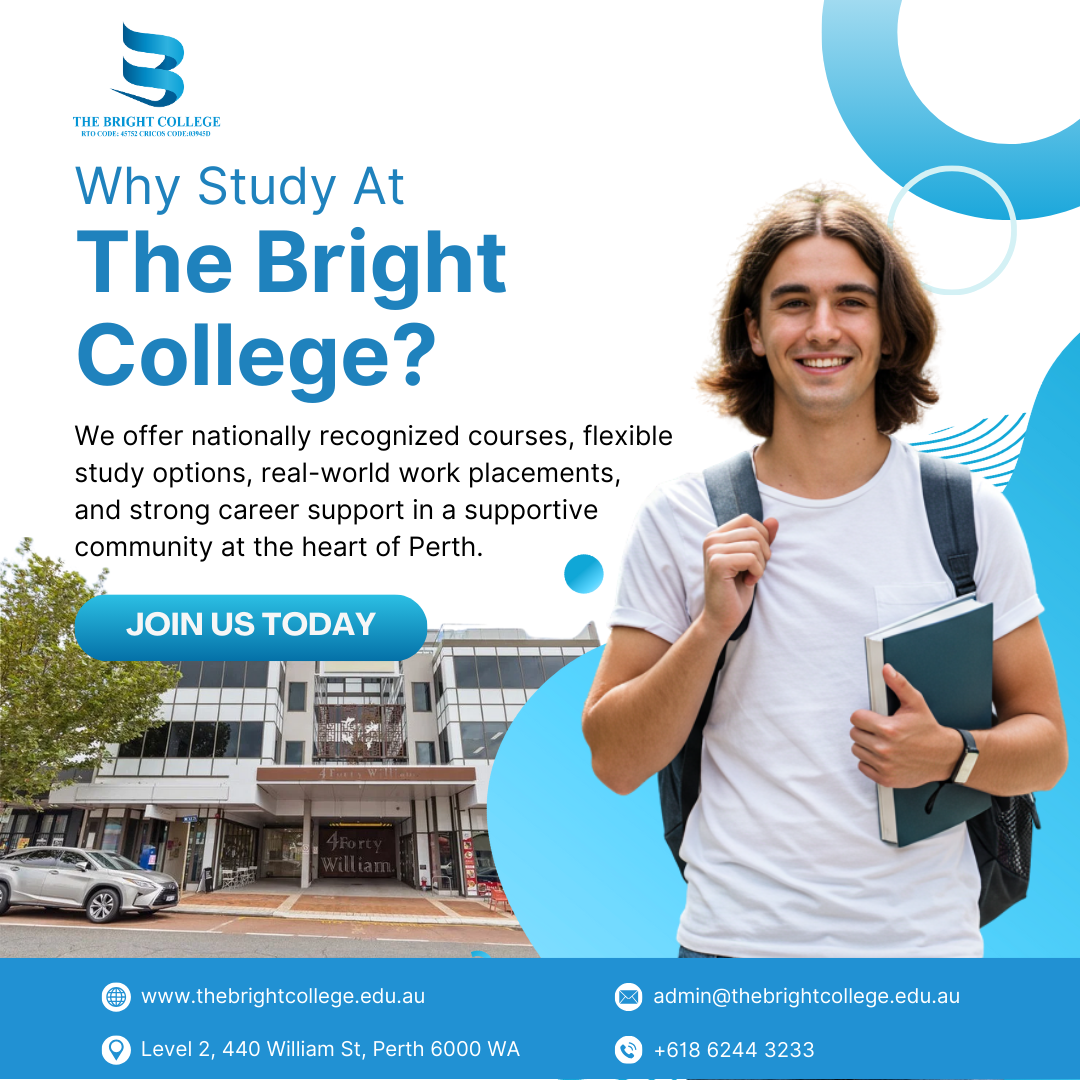 THE BRIGHT COLLEGE
RTO CODE: 45752 CRICOS CODE:03945D
Why Study At
The Bright
College?
We offer nationally recognized courses, flexible
study options, real-world work placements,
and strong career support in a supportive
community at the heart of Perth.
JOIN US TODAY
4Forty William
4Forty
William
www.thebrightcollege.edu.au
admin@thebrightcollege.edu.au
Level 2, 440 William St, Perth 6000 WA
+618 6244 3233